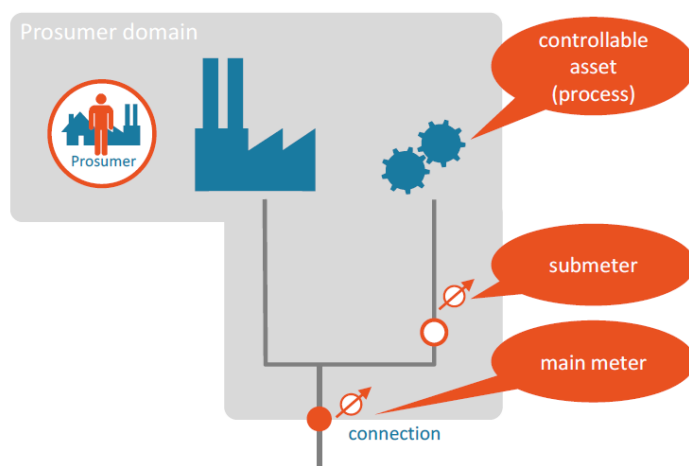 Prosumer domain
controllable
asset
(process)
Prosumer
submeter
main meter
connection